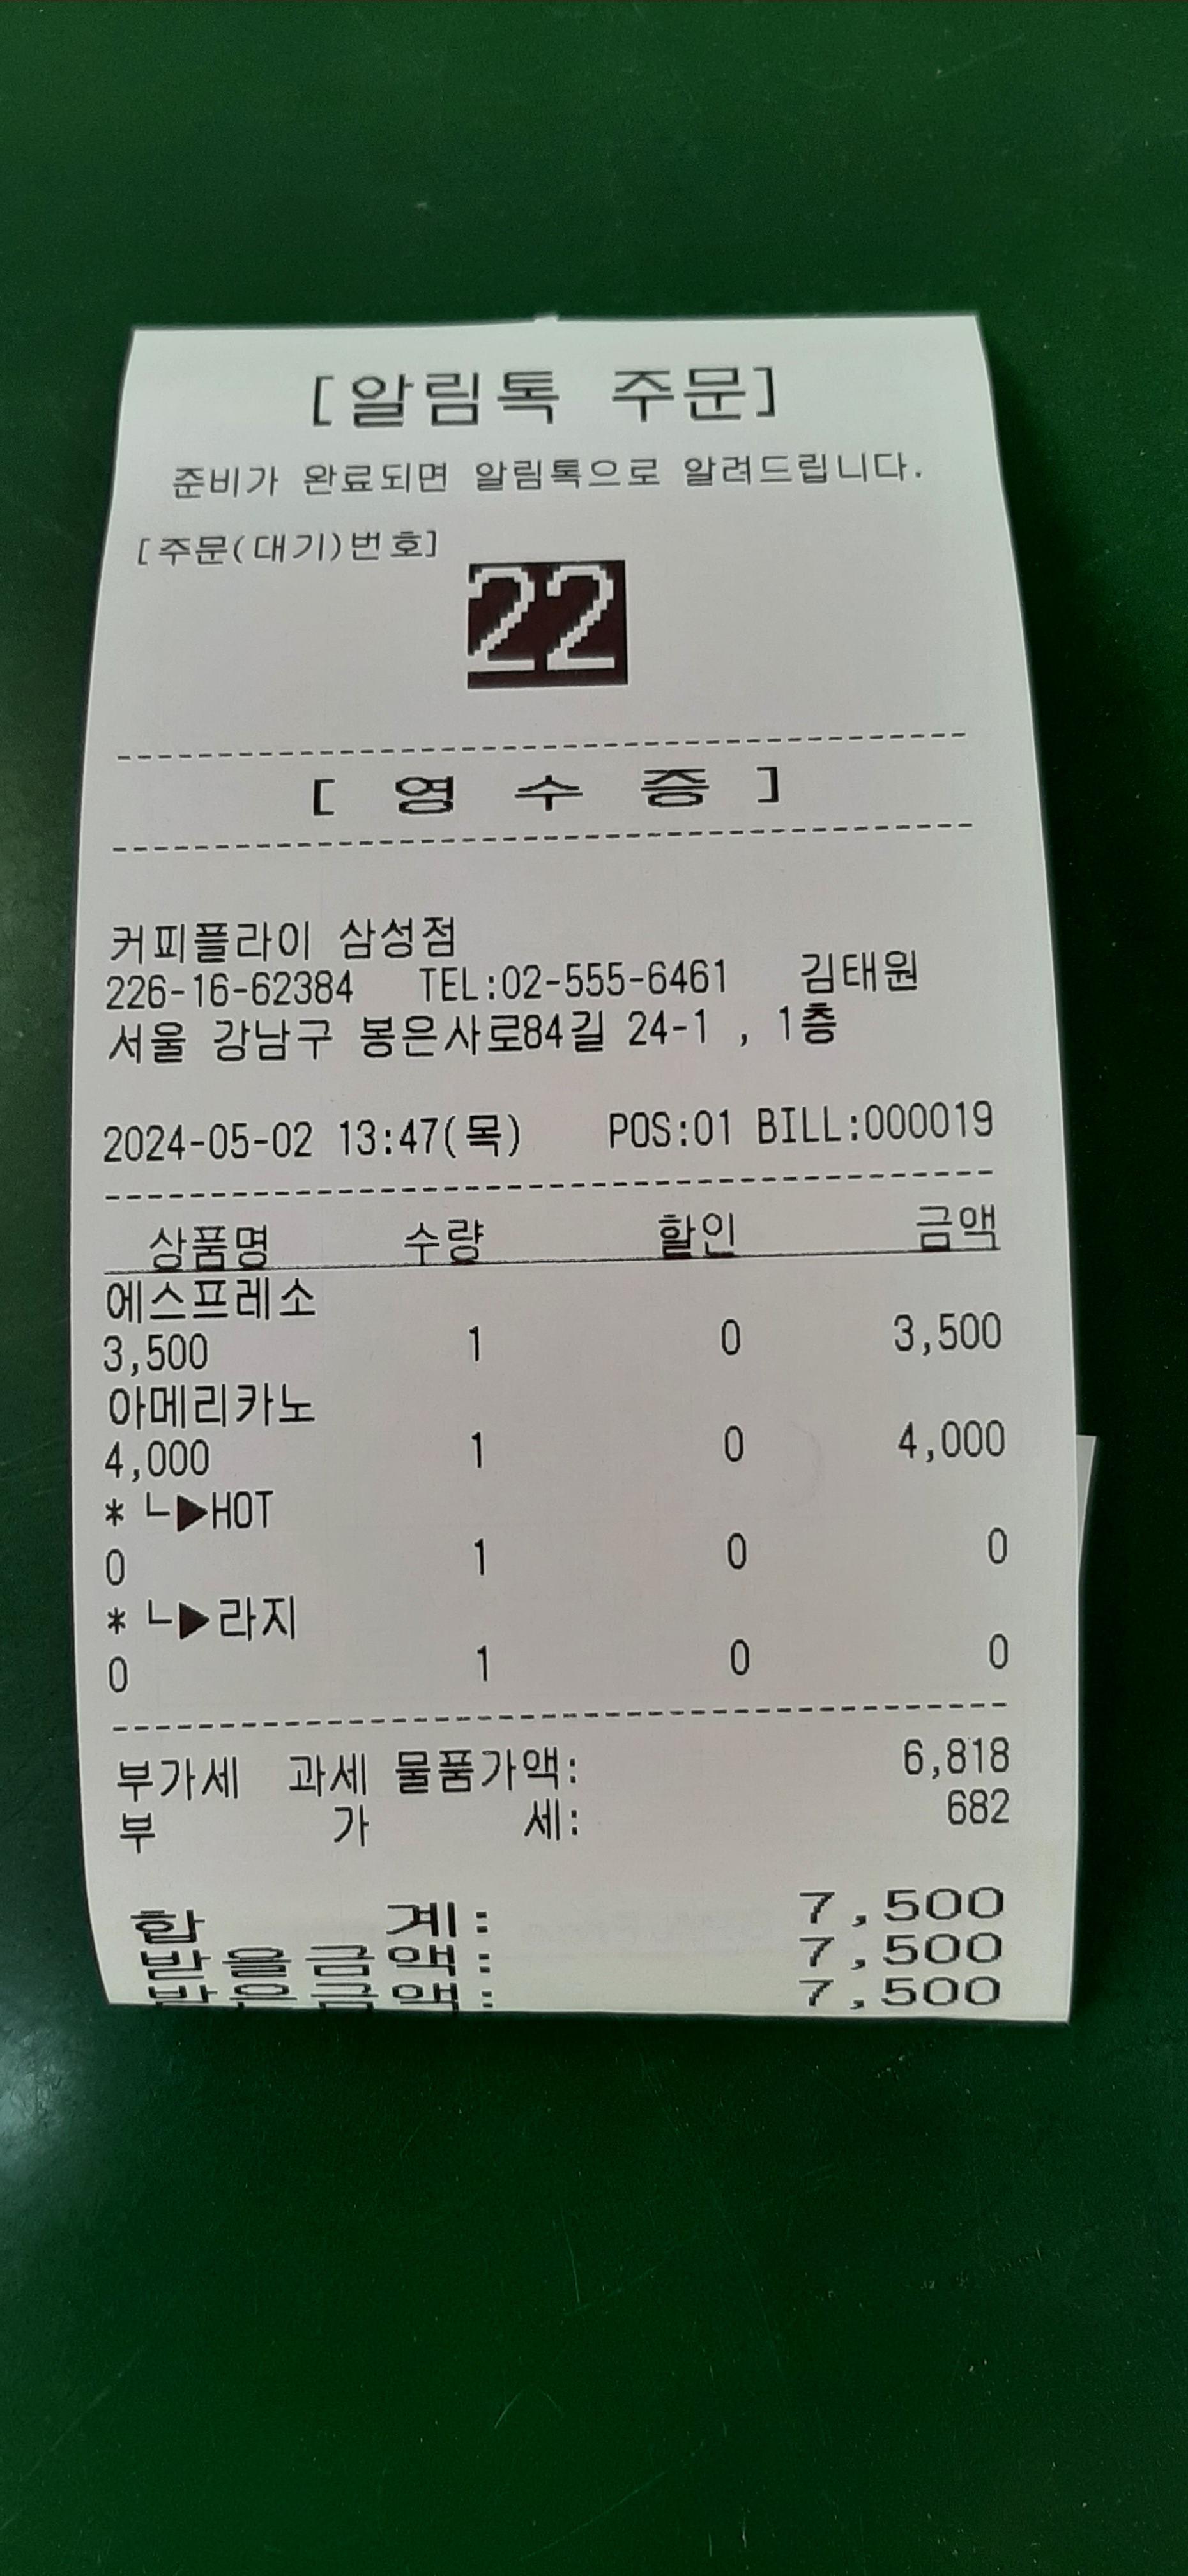 [알림톡 주문]
준비가 완료되면 알림톡으로 알려드립니다.
[주문(대기)번호]
22
[ 영 수 증 ]
커피플라이 삼성점
226-16-62384 TEL:02-555-6461 김태원
서울 강남구 봉은사로84길 24-1 , 1층
2024-05-02 13:47(목) POS:01 BILL:000019
상품명 수량 할인 금액
에스프레소
3,500 1 0 3,500
아메리카노
4,000 1 0 4,000
* ㄴ▶HOT
0 1 0 0
* ㄴ▶라지
0 1 0 0
부가세 과세 물품가액: 6,818
부 가 세: 682
합 계: 7,500
받을금액: 7,500
받은금액: 7,500